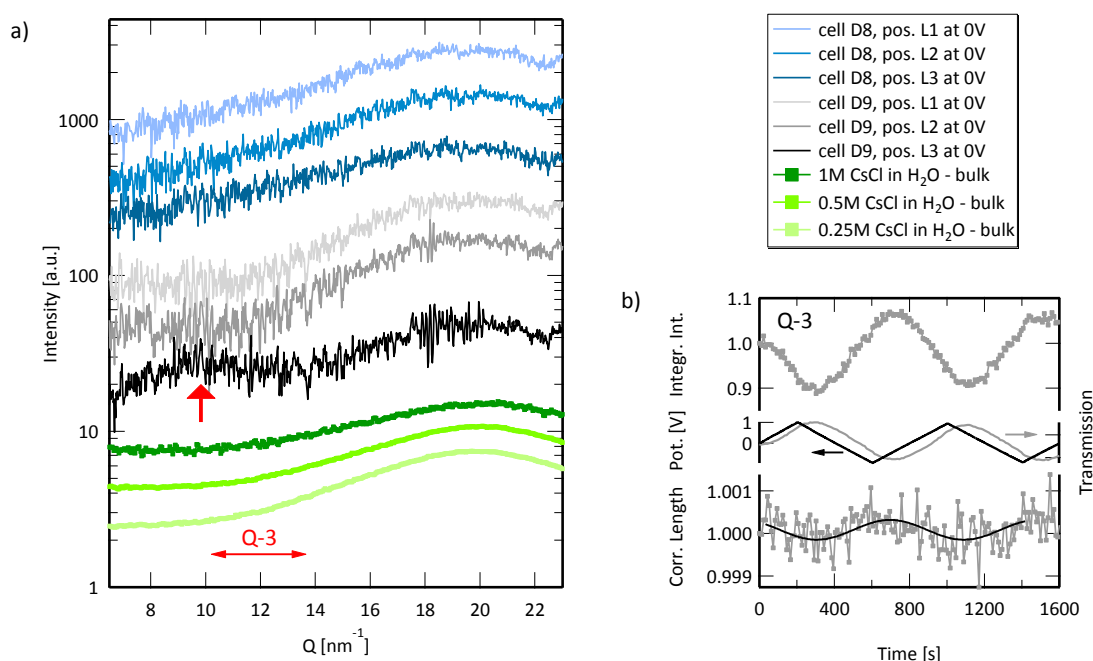 a)
Intensity [a.u.]
1000
100
10
1
Q-3
8
10
12
14
16
18
20
22
Q [nm⁻¹]
cell D8, pos. L1 at 0V
cell D8, pos. L2 at 0V
cell D8, pos. L3 at 0V
cell D9, pos. L1 at 0V
cell D9, pos. L2 at 0V
cell D9, pos. L3 at 0V
1M CsCl in H₂O - bulk
0.5M CsCl in H₂O - bulk
0.25M CsCl in H₂O - bulk
b)
Q-3
Integr. Int.
1.1
1.0
0.9
Pot. [V]
1
0
Transmission
Corr. Length
1.001
1.000
0.999
0
400
800
1200
1600
Time [s]